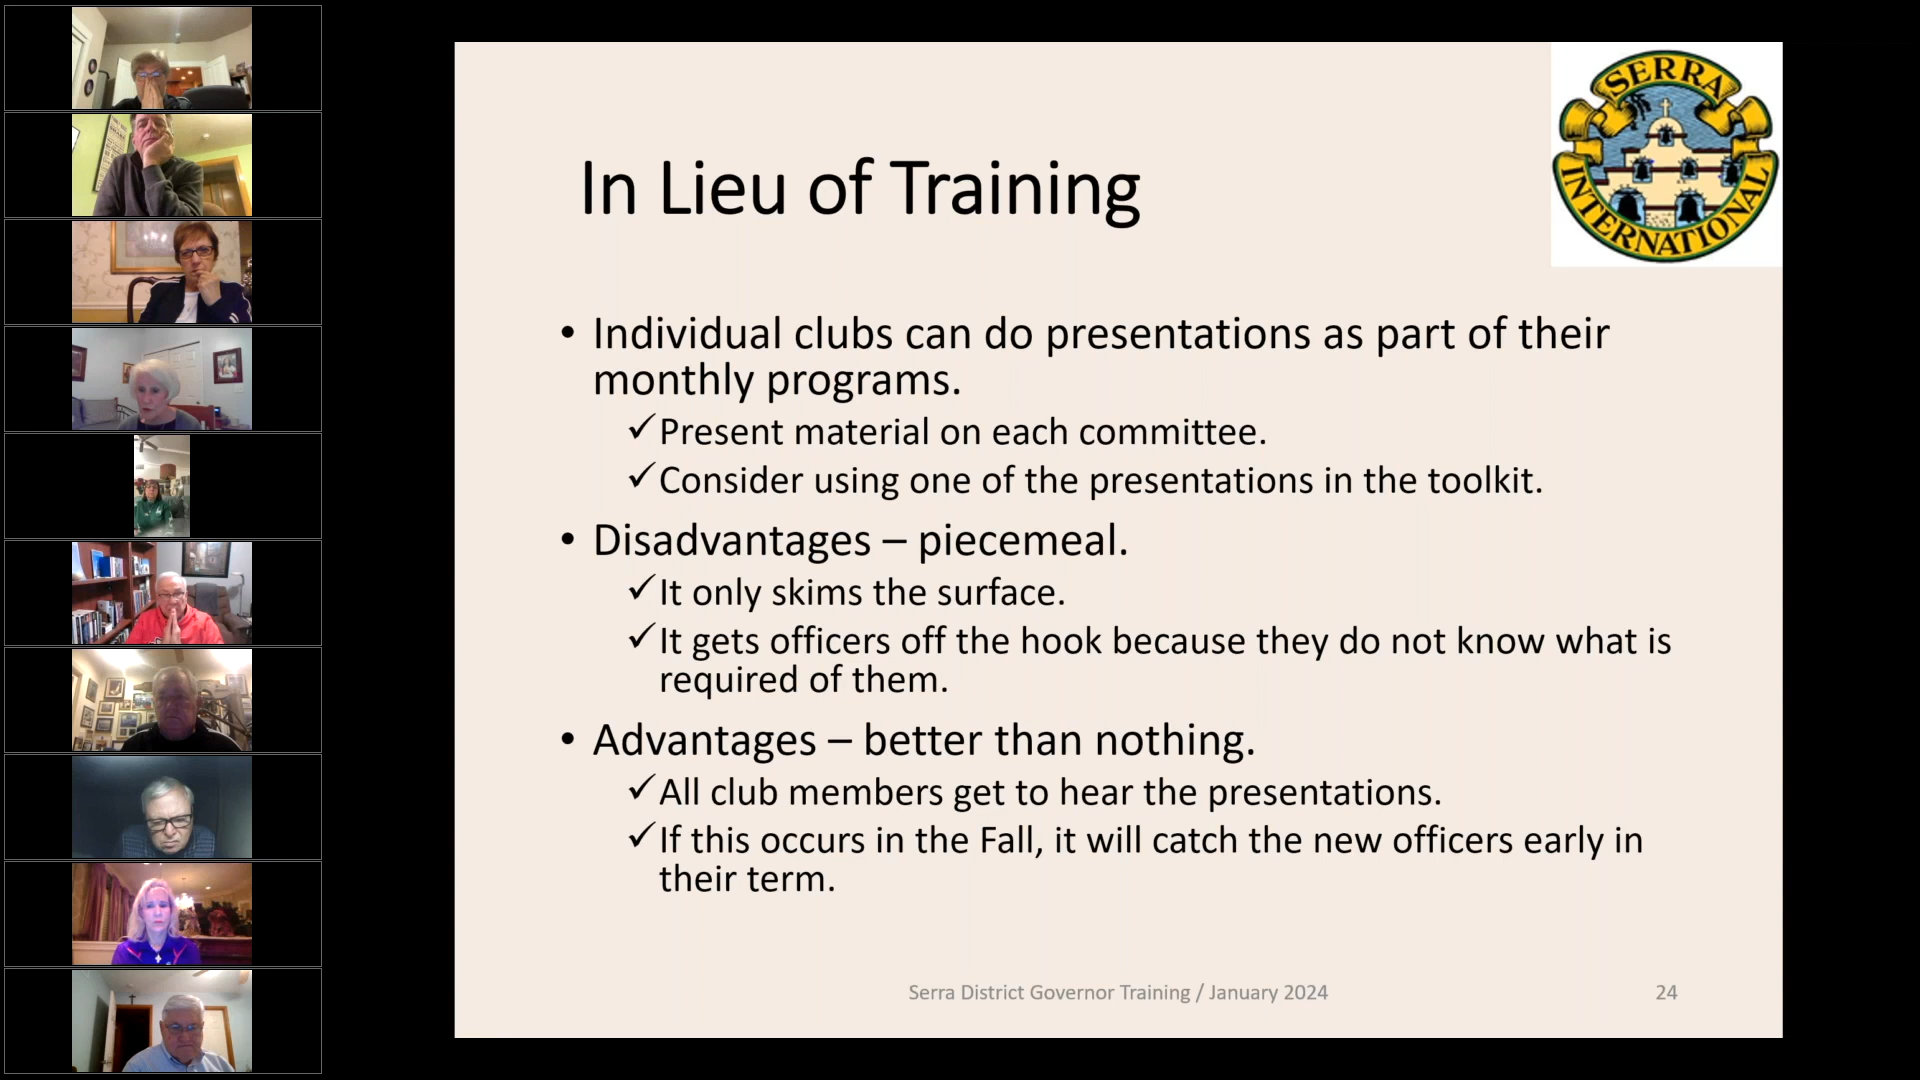 SERRA
INTERNATIONAL
In Lieu of Training
• Individual clubs can do presentations as part of their
monthly programs.
✓Present material on each committee.
✓Consider using one of the presentations in the toolkit.
• Disadvantages – piecemeal.
✓It only skims the surface.
✓It gets officers off the hook because they do not know what is
required of them.
• Advantages – better than nothing.
✓All club members get to hear the presentations.
✓If this occurs in the Fall, it will catch the new officers early in
their term.
Serra District Governor Training / January 2024
24